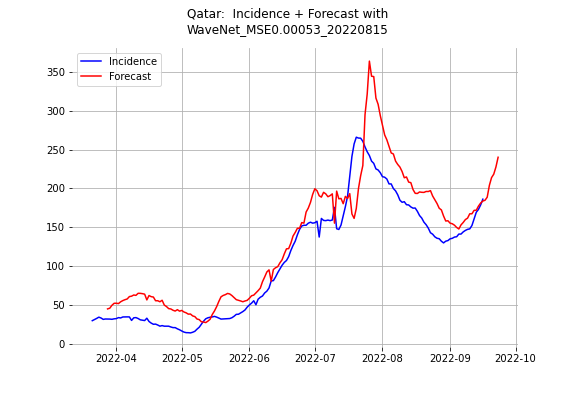 Qatar:  Incidence + Forecast with
WaveNet_MSE0.00053_20220815
Incidence
Forecast
350
300
250
200
150
100
50
0
2022-04 2022-05 2022-06 2022-07 2022-08 2022-09 2022-10